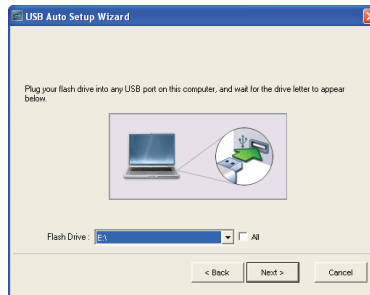 USB Auto Setup Wizard
Plug your flash drive into any USB port on this computer, and wait for the drive letter to appear
below.
Flash Drive : E:\ All
< Back Next > Cancel